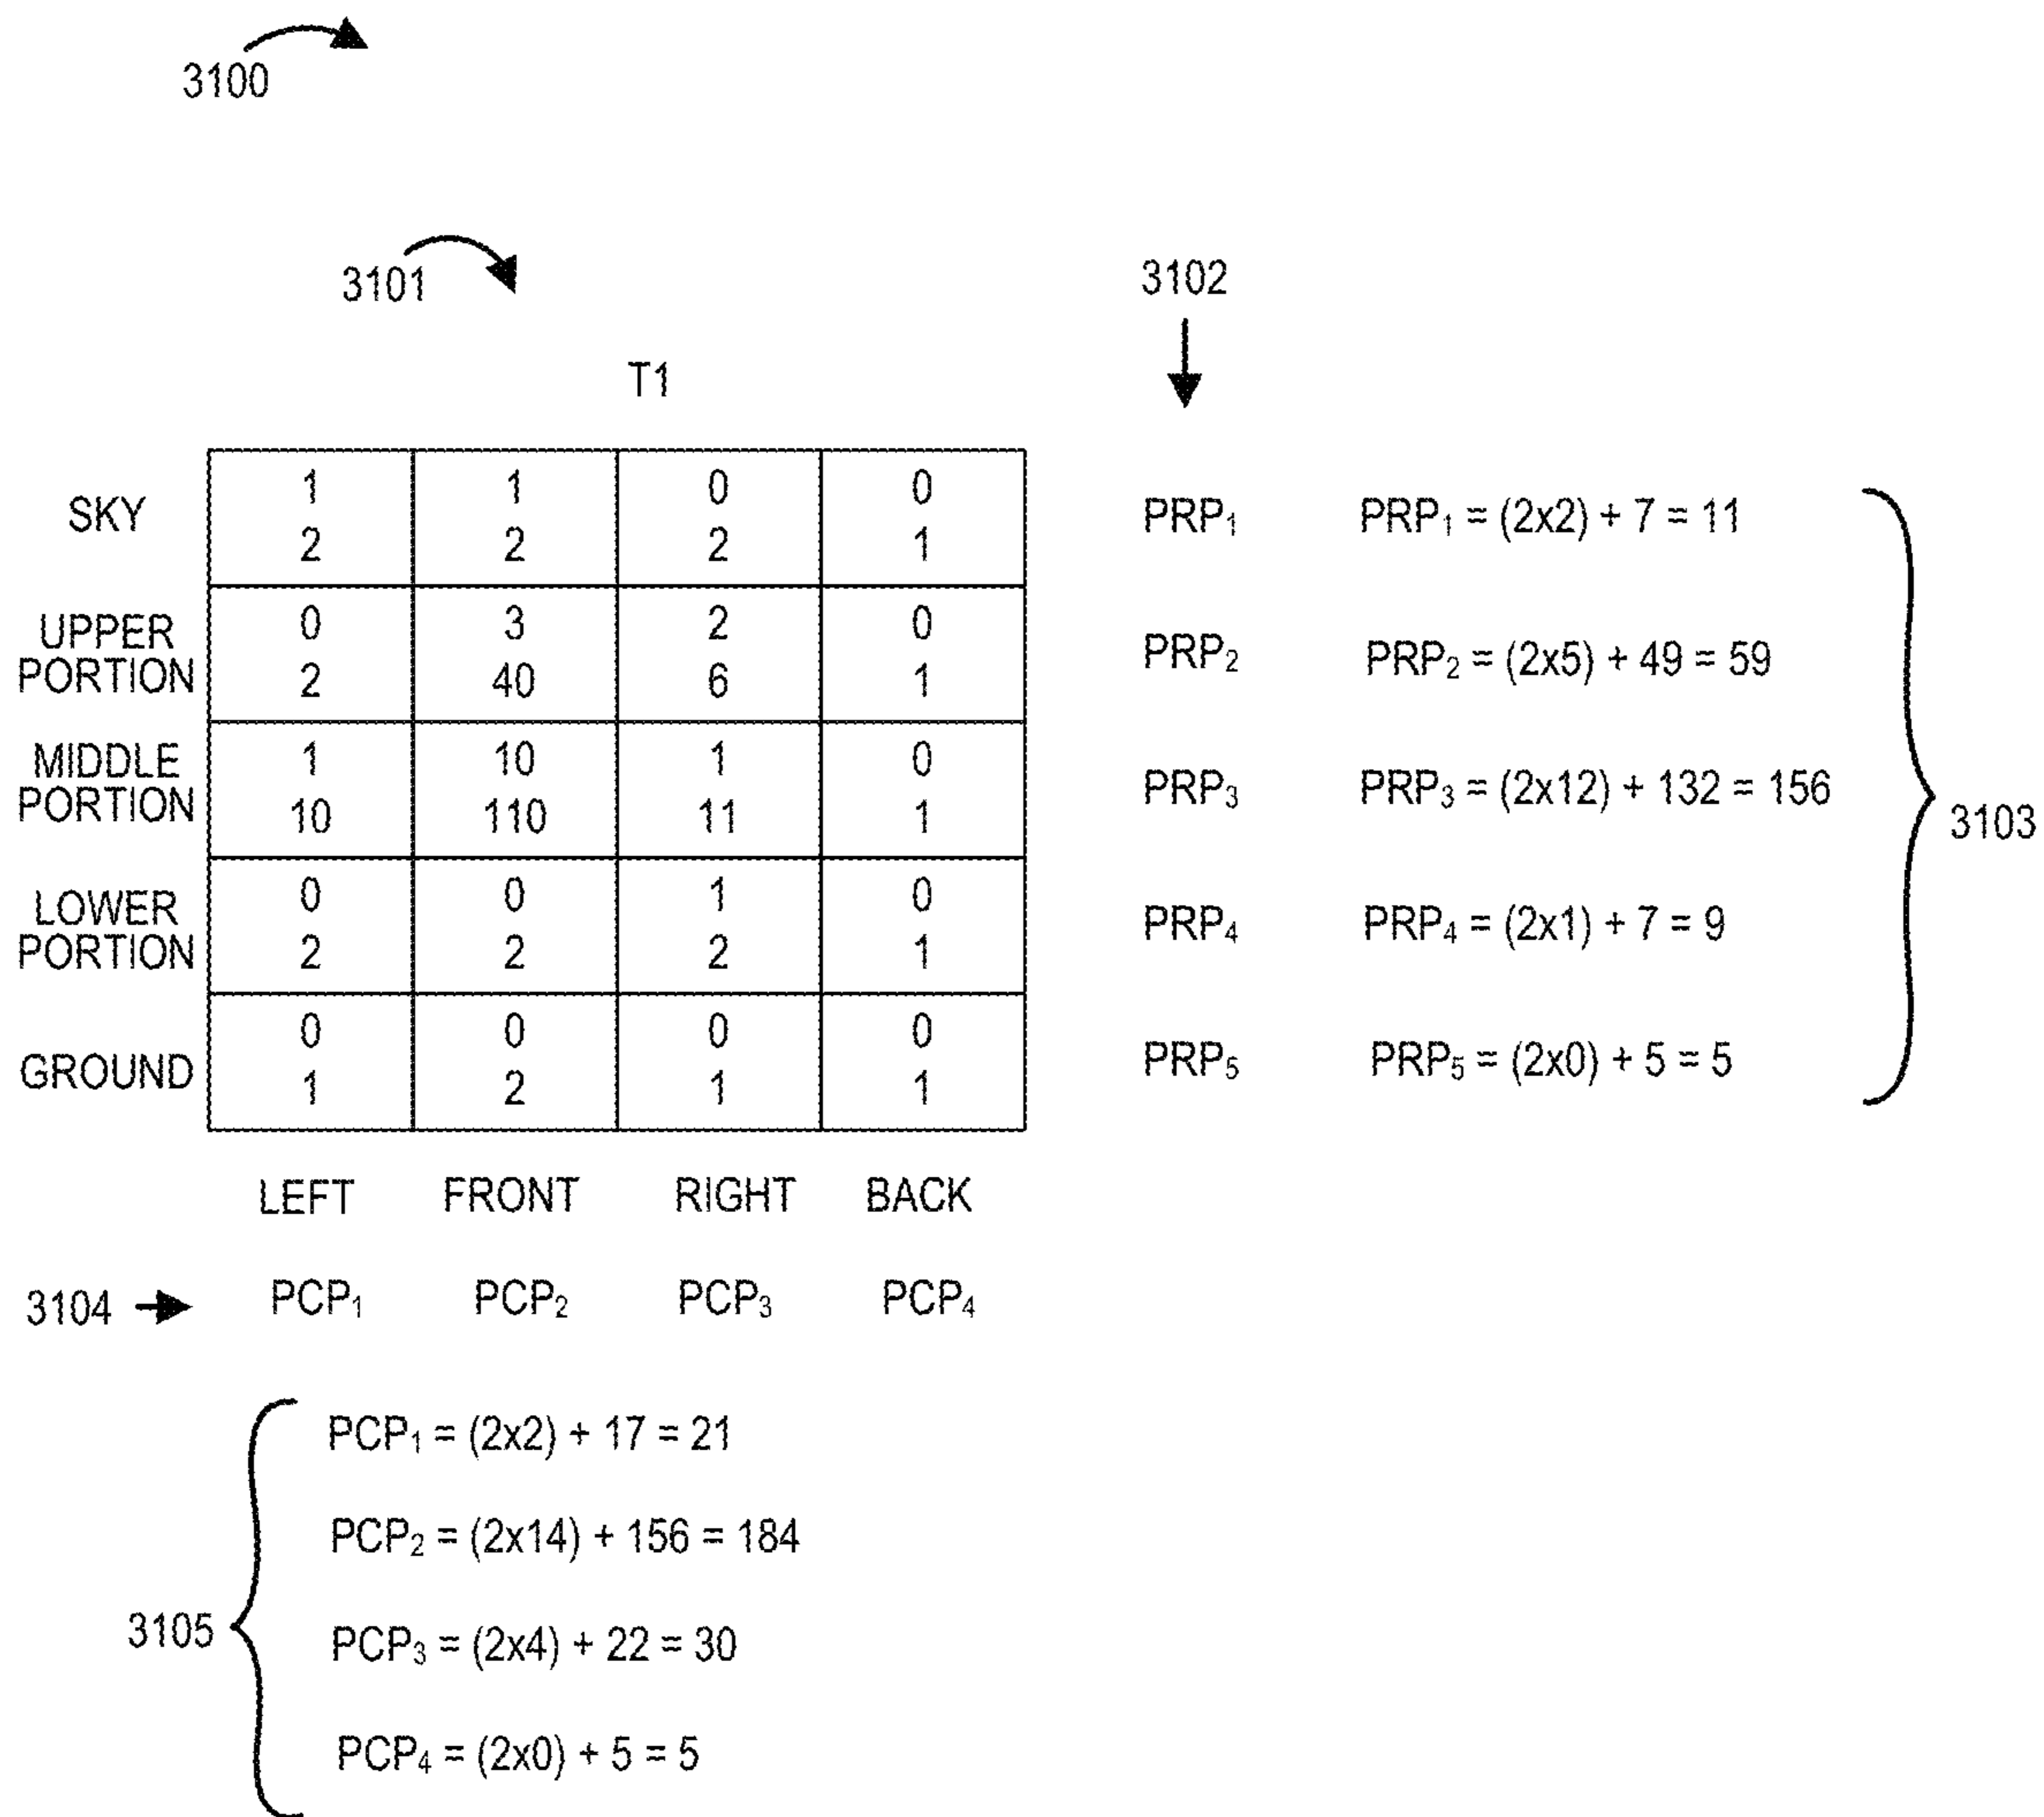 3100
3101
3102
T1
SKY
1 1 0 0
2 2 2 1
PRP₁ PRP₁ = (2x2) + 7 = 11
UPPER
PORTION
0 3 2 0
2 40 6 1
PRP₂ PRP₂ = (2x5) + 49 = 59
MIDDLE
PORTION
1 10 1 0
10 110 11 1
PRP₃ PRP₃ = (2x12) + 132 = 156
3103
LOWER
PORTION
0 0 1 0
2 2 2 1
PRP₄ PRP₄ = (2x1) + 7 = 9
GROUND
0 0 0 0
1 2 1 1
PRP₅ PRP₅ = (2x0) + 5 = 5
LEFT FRONT RIGHT BACK
3104 PCP₁ PCP₂ PCP₃ PCP₄
3105
PCP₁ = (2x2) + 17 = 21
PCP₂ = (2x14) + 156 = 184
PCP₃ = (2x4) + 22 = 30
PCP₄ = (2x0) + 5 = 5